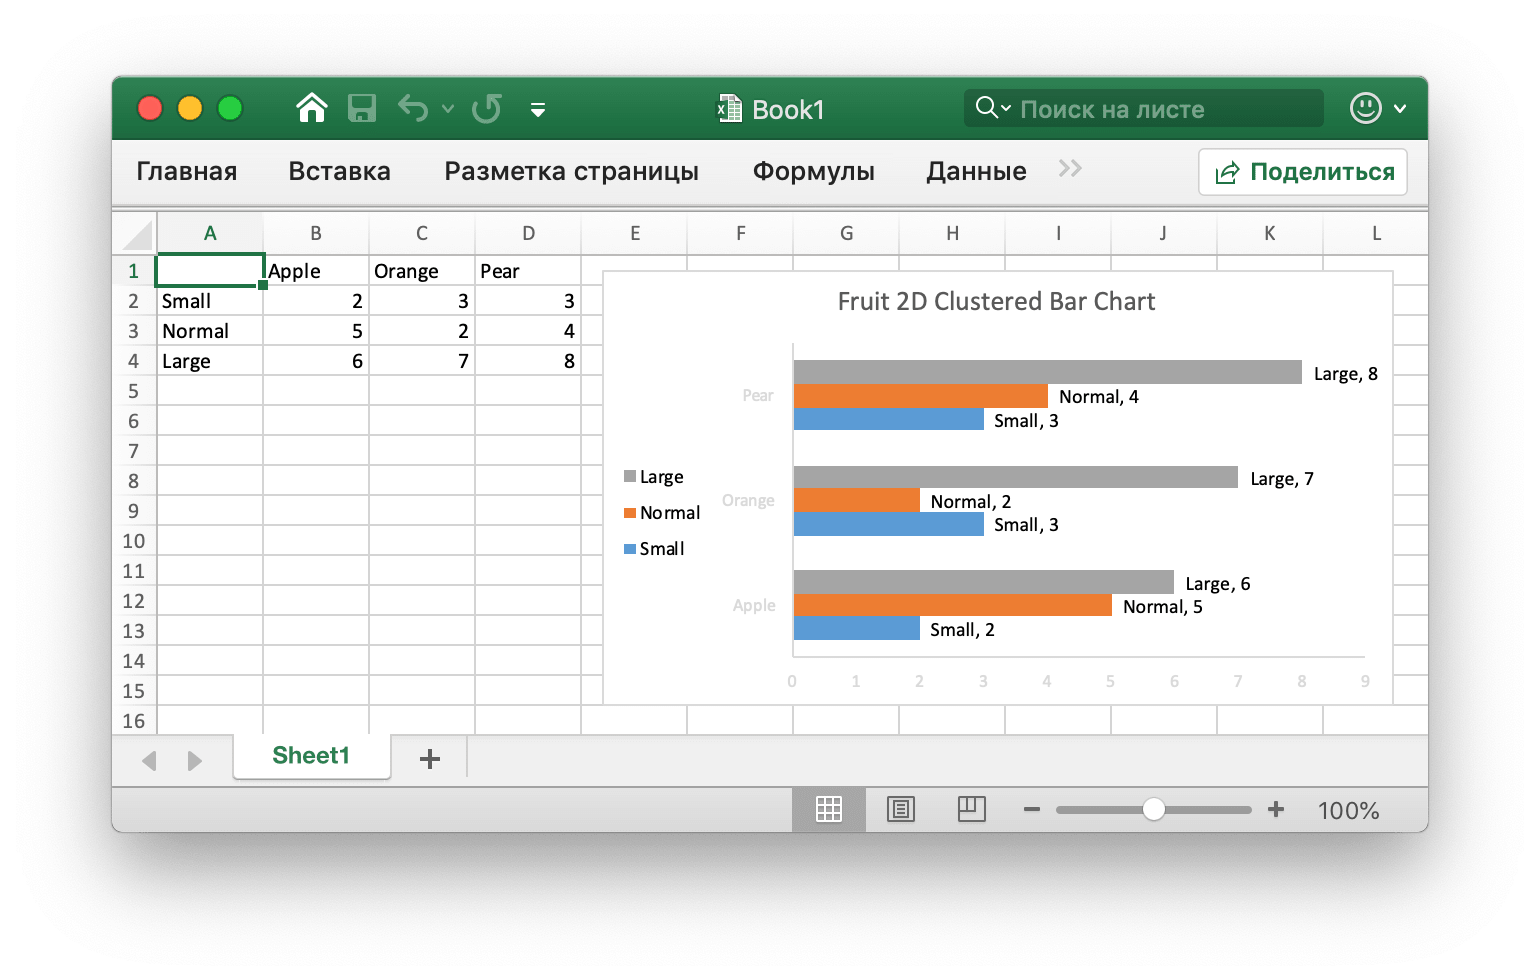 Book1
Поиск на листе
Главная Вставка Разметка страницы Формулы Данные Поделиться
A B C D E F G H I J K L
1 Apple Orange Pear
2 Small 2 3 3
3 Normal 5 2 4
4 Large 6 7 8
5
6
7
8
9
10
11
12
13
14
15
16
Fruit 2D Clustered Bar Chart
Large, 8
Pear Normal, 4
Small, 3
Large Large, 7
Orange Normal, 2
Normal Small, 3
Small
Large, 6
Apple Normal, 5
Small, 2
0 1 2 3 4 5 6 7 8 9
Sheet1
100%